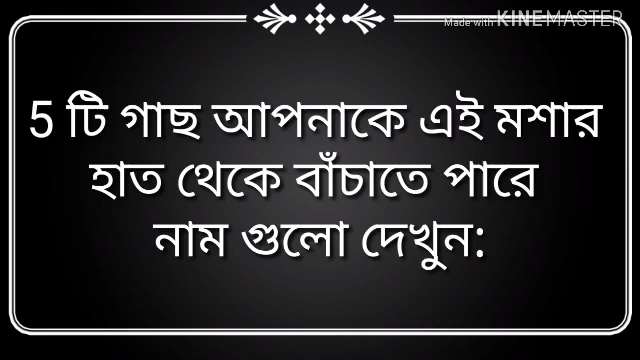 Made with KINEMASTER
5 টি গাছ আপনাকে এই মশার
হাত থেকে বাঁচাতে পারে
নাম গুলো দেখুন: